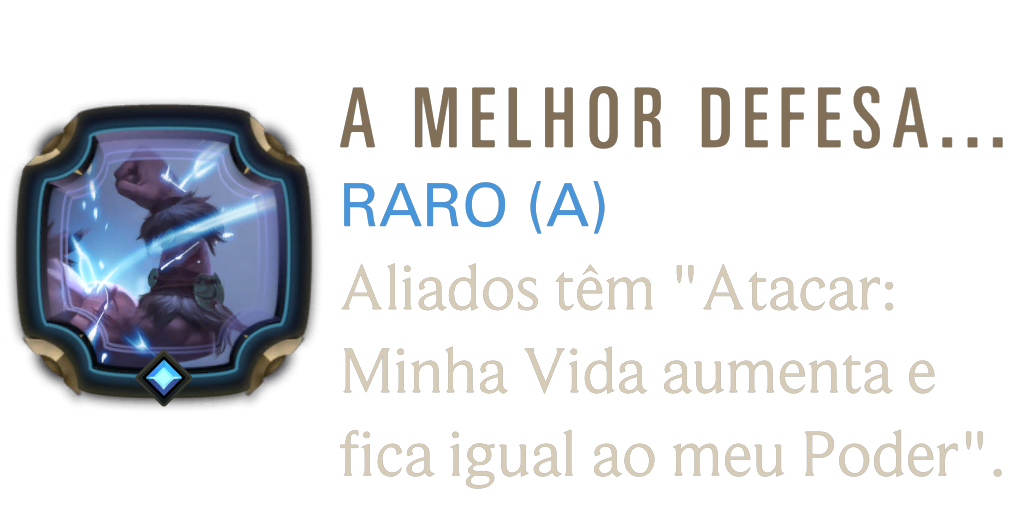 A MELHOR DEFESA...
RARO (A)
Aliados têm "Atacar:
Minha Vida aumenta e
fica igual ao meu Poder".